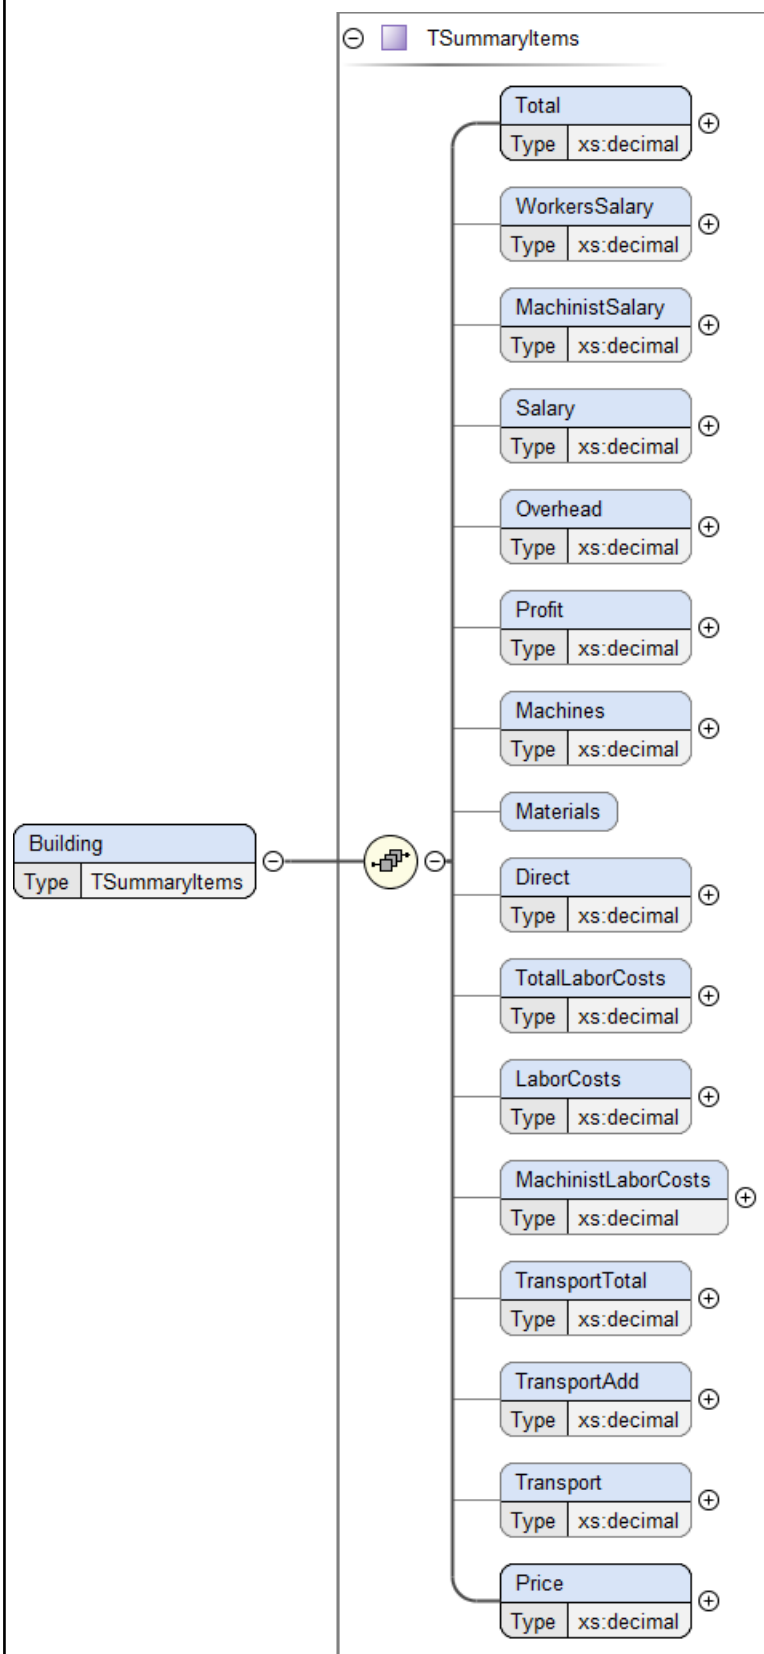 TSummaryItems
Total
Type xs:decimal
WorkersSalary
Type xs:decimal
MachinistSalary
Type xs:decimal
Salary
Type xs:decimal
Overhead
Type xs:decimal
Profit
Type xs:decimal
Machines
Type xs:decimal
Materials
Building
Type TSummaryItems
Direct
Type xs:decimal
TotalLaborCosts
Type xs:decimal
LaborCosts
Type xs:decimal
MachinistLaborCosts
Type xs:decimal
TransportTotal
Type xs:decimal
TransportAdd
Type xs:decimal
Transport
Type xs:decimal
Price
Type xs:decimal